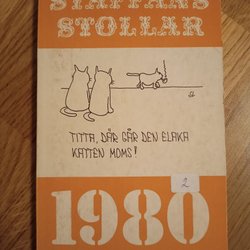 STAFFANS
STOLLAR
TITTA, DÄR GÅR DEN ELAKA
KATTEN MOMS!
2
1980